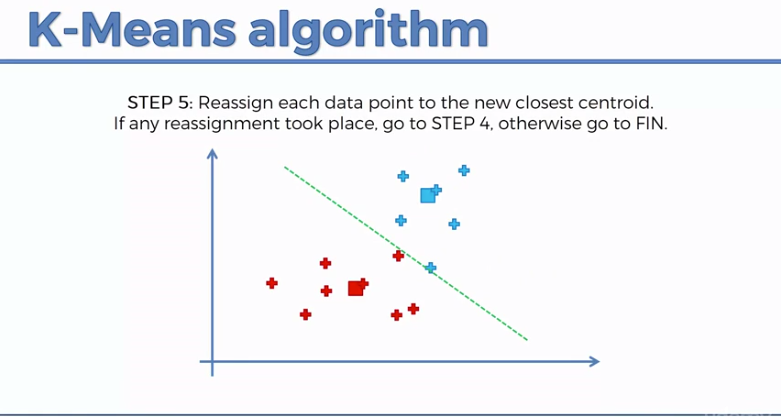 K-Means algorithm
STEP 5: Reassign each data point to the new closest centroid.
If any reassignment took place, go to STEP 4, otherwise go to FIN.